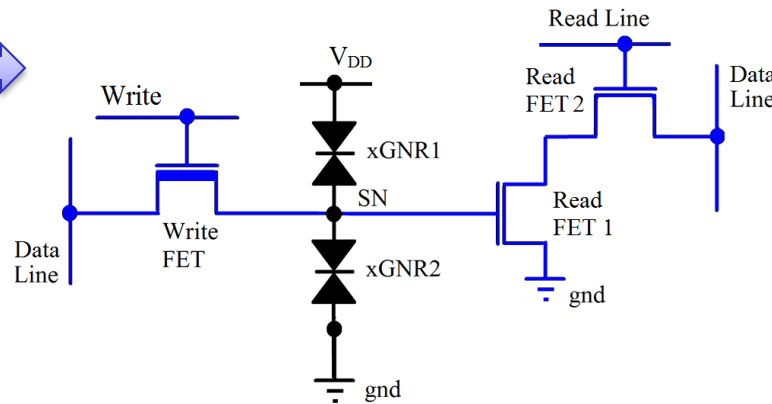 Read Line
V_DD
Read
FET 2
Data
Line
Write
xGNR1
SN
Read
FET 1
Write
FET
Data
Line
xGNR2
gnd
gnd